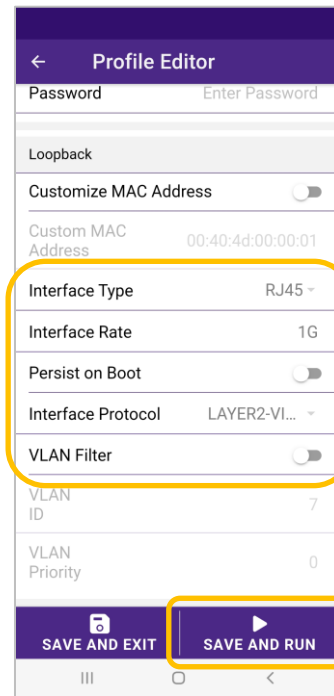 Profile Editor
Password Enter Password
Loopback
Customize MAC Address
Custom MAC
Address 00:40:4d:00:00:01
Interface Type RJ45
Interface Rate 1G
Persist on Boot
Interface Protocol LAYER2-VI...
VLAN Filter
VLAN
ID 7
VLAN
Priority 0
SAVE AND EXIT SAVE AND RUN